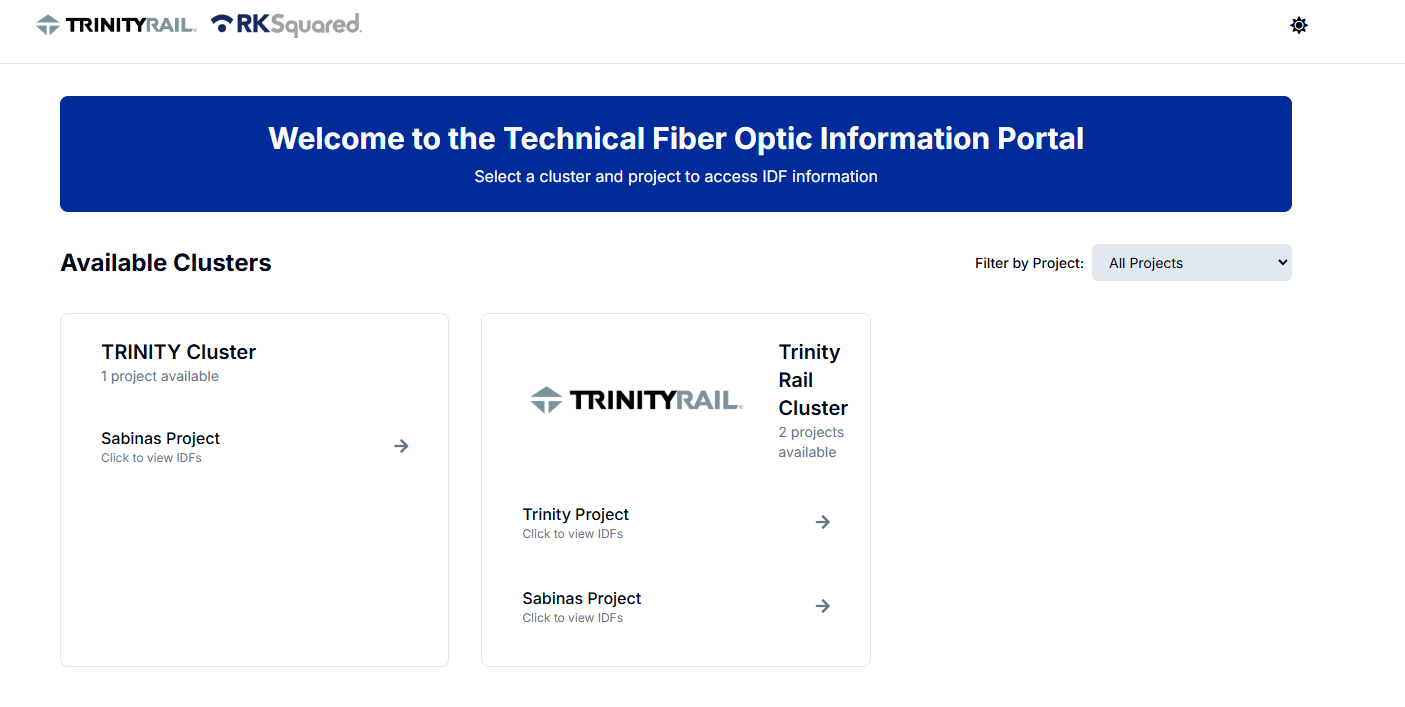 TRINITYRAIL RKSquared.
Welcome to the Technical Fiber Optic Information Portal
Select a cluster and project to access IDF information
Available Clusters
Filter by Project: All Projects
TRINITY Cluster
1 project available
Sabinas Project
Click to view IDFs
TRINITYRAIL
Trinity
Rail
Cluster
2 projects
available
Trinity Project
Click to view IDFs
Sabinas Project
Click to view IDFs